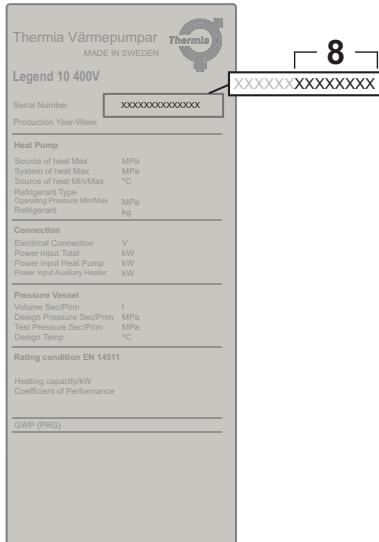 8
Thermia Värmepumpar
MADE IN SWEDEN
Thermia
Legend 10 400V
Serial Number XXXXXXXXXXXXXX
XXXXXXXXXXXXXX
Production Year-Week
Heat Pump
Source of heat Max MPa
System of heat Max MPa
Source of heat Min/Max ºC
Refrigerant Type
Operating Pressure Min/Max MPa
Refrigerant kg
Connection
Electrical Connection V
Power input Total kW
Power input Heat Pump kW
Power input Auxiliary Heater kW
Pressure Vessel
Volume Sec/Prim l
Design Pressure Sec/Prim MPa
Test Pressure Sec/Prim MPa
Design Temp ºC
Rating condition EN 14511
Heating capacity/kW
Coefficient of Performance
GWP (PRG)